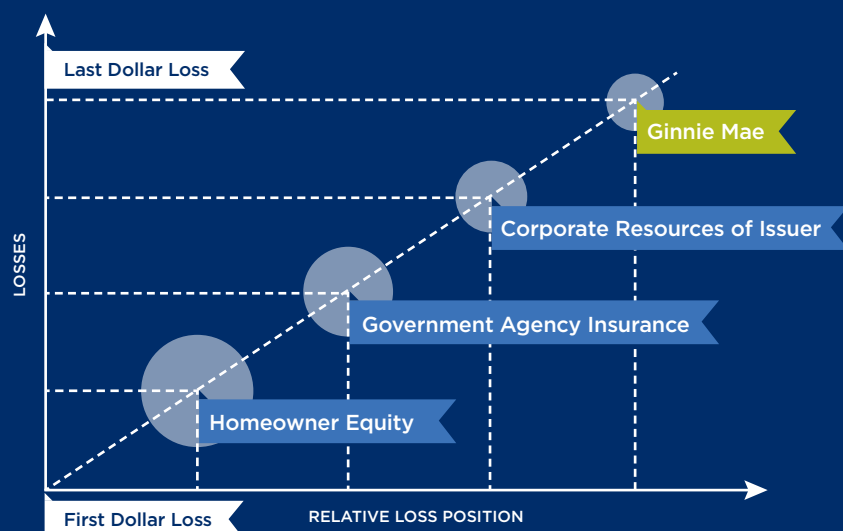 Last Dollar Loss
Ginnie Mae
Corporate Resources of Issuer
LOSSES
Government Agency Insurance
Homeowner Equity
First Dollar Loss
RELATIVE LOSS POSITION